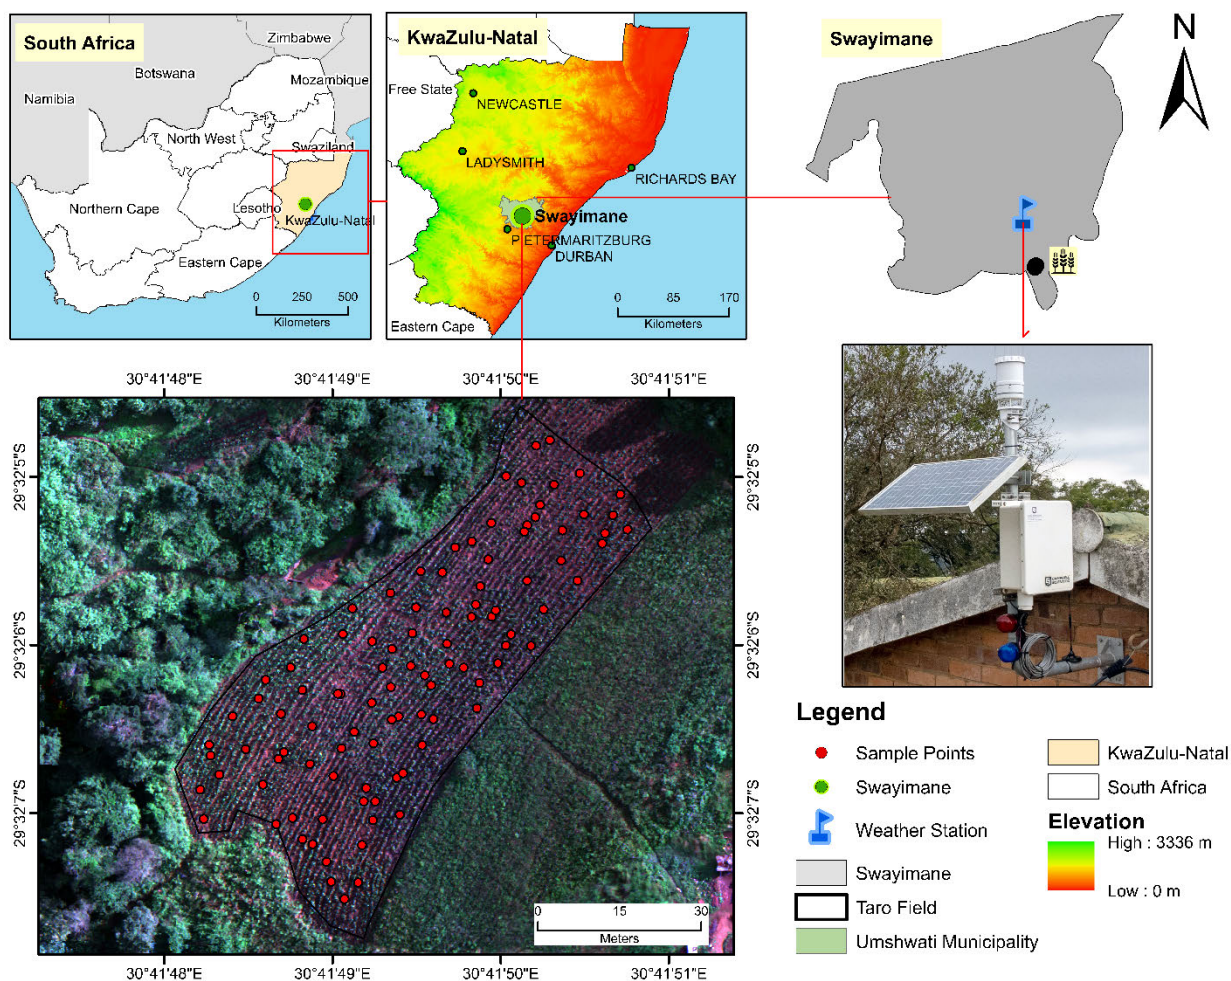 South Africa
Zimbabwe
Botswana
Mozambique
Namibia
North West
Swaziland
Northern Cape
Lesotho
KwaZulu-Natal
Eastern Cape
0 250 500
Kilometers
KwaZulu-Natal
Free State
NEWCASTLE
LADYSMITH
RICHARDS BAY
Swayimane
PIETERMARITZBURG
DURBAN
Eastern Cape
0 85 170
Kilometers
Swayimane
N
30°41'48"E 30°41'49"E 30°41'50"E 30°41'51"E
29°32'5"S 29°32'5"S
29°32'6"S 29°32'6"S
29°32'7"S 29°32'7"S
0 15 30
Meters
30°41'48"E 30°41'49"E 30°41'50"E 30°41'51"E
Legend
Sample Points
Swayimane
Weather Station
Swayimane
Taro Field
Umshwati Municipality
KwaZulu-Natal
South Africa
Elevation
High : 3336 m
Low : 0 m